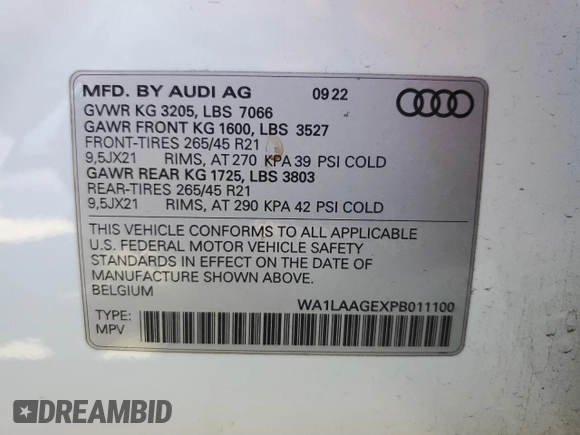 MFD. BY AUDI AG 09 22
GVWR KG 3205, LBS 7066
GAWR FRONT KG 1600, LBS 3527
FRONT-TIRES 265/45 R21
9,5JX21 RIMS, AT 270 KPA 39 PSI COLD
GAWR REAR KG 1725, LBS 3803
REAR-TIRES 265/45 R21
9,5JX21 RIMS, AT 290 KPA 42 PSI COLD
THIS VEHICLE CONFORMS TO ALL APPLICABLE
U.S. FEDERAL MOTOR VEHICLE SAFETY
STANDARDS IN EFFECT ON THE DATE OF
MANUFACTURE SHOWN ABOVE.
BELGIUM
WA1LAAGEXPB011100
TYPE:
MPV
DREAMBID